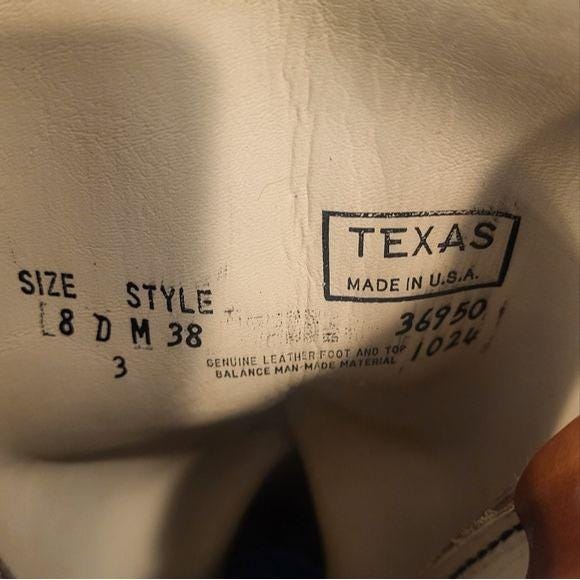 TEXAS
MADE IN U.S.A.
SIZE STYLE
8 D M 38
3
36950
1024
GENUINE LEATHER FOOT AND TOP
BALANCE MAN-MADE MATERIAL